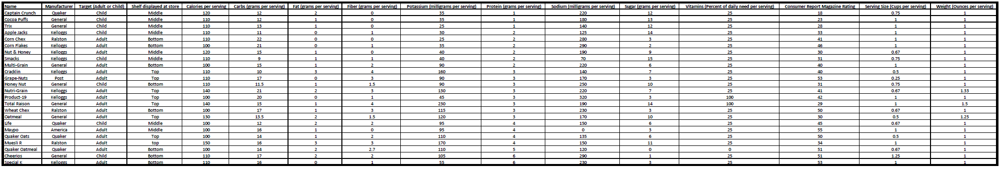 Name Manufacturer Target (Adult or Child) Shelf displayed at store Calories per serving Carbs (grams per serving) Fat (grams per serving) Fiber (grams per serving) Potassium (milligrams per serving) Protein (grams per serving) Sodium (milligrams per serving) Sugar (grams per serving) Vitamins (Percent of daily need per serving) Consumer Report Magazine Rating Serving Size (Cups per serving) Weight (Ounces per serving)
Captain Crunch Quaker Child Middle 120 12 2 0 35 1 220 12 25 18 0.75 1
Cocoa Puffs General Child Middle 110 12 1 0 35 1 180 13 25 23 1 1
Trix General Child Middle 110 13 1 0 25 1 140 12 25 28 1 1
Apple Jacks Kelloggs Child Middle 110 11 0 1 30 2 125 14 25 33 1 1
Corn Chex Ralston Adult Bottom 110 22 0 0 25 2 280 3 25 41 1 1
Corn Flakes Kelloggs Adult Bottom 100 21 0 1 35 2 290 2 25 46 1 1
Nut & Honey Kelloggs Adult Middle 120 15 1 0 40 2 190 9 25 30 0.67 1
Smacks Kelloggs Child Middle 110 9 1 1 40 2 70 15 25 31 0.75 1
Multi-Grain General Adult Bottom 100 15 1 2 90 2 220 6 25 40 1 1
Cracklin Kelloggs Adult Top 110 10 3 4 160 3 140 7 25 40 0.5 1
Grape-Nuts Post Adult Top 110 17 0 3 90 3 170 3 25 53 0.25 1
Honey Nut General Child Bottom 110 11.5 1 1.5 90 3 250 10 25 31 0.75 1
Nutri-Grain Kelloggs Adult Top 140 21 2 3 130 3 220 7 25 41 0.67 1.33
Product-19 Kelloggs Adult Top 100 20 0 1 45 3 320 3 100 42 1 1
Total Raison General Adult Top 140 15 1 4 230 3 190 14 100 29 1 1.5
Wheat Chex Ralston Adult Bottom 100 17 1 3 115 3 230 3 25 50 0.67 1
Oatmeal General Adult Top 130 13.5 2 1.5 120 3 170 10 25 30 0.5 1.25
Life Quaker Child Middle 100 12 2 2 95 4 150 6 25 45 0.67 1
Maypo America Adult Middle 100 16 1 0 95 4 0 3 25 55 1 1
Quaker Oats Quaker Adult Top 100 14 1 2 110 4 135 6 25 50 0.5 1
Muesli R Ralston Adult top 150 16 3 3 170 4 150 11 25 34 1 1
Quaker Oatmeal Quaker Adult Bottom 100 14 2 2.7 110 5 120 0 0 51 0.67 1
Cheerios General Child Bottom 110 17 2 2 105 6 290 1 25 51 1.25 1
Special K Kelloggs Adult Bottom 110 16 0 1 55 6 230 3 25 53 1 1